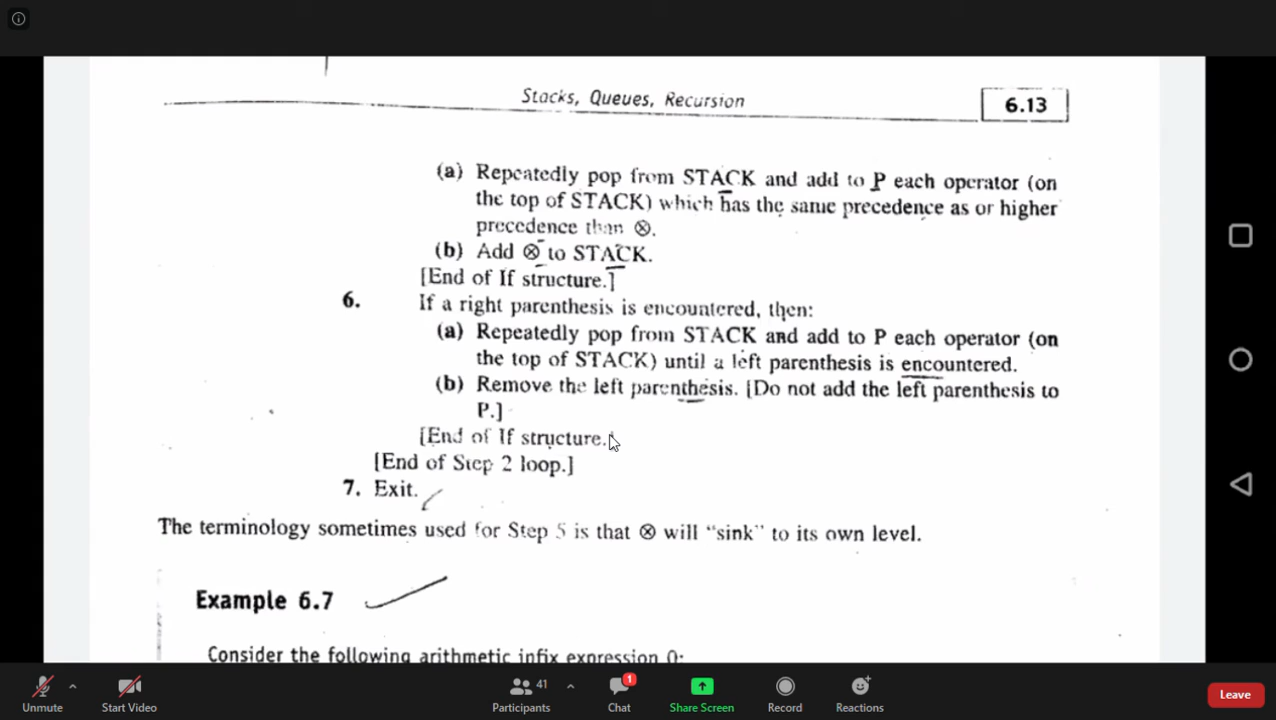 Stacks, Queues, Recursion
6.13
(a) Repeatedly pop from STACK and add to P each operator (on
the top of STACK) which has the same precedence as or higher
precedence than ⊗.
(b) Add ⊗ to STACK.
[End of If structure.]
6. If a right parenthesis is encountered, then:
(a) Repeatedly pop from STACK and add to P each operator (on
the top of STACK) until a left parenthesis is encountered.
(b) Remove the left parenthesis. [Do not add the left parenthesis to
P.]
[End of If structure.]
[End of Step 2 loop.]
7. Exit.
The terminology sometimes used for Step 5 is that ⊗ will “sink” to its own level.
Example 6.7
Consider the following arithmetic infix expression Q:
Unmute
Start Video
41
Participants
1
Chat
Share Screen
Record
Reactions
Leave